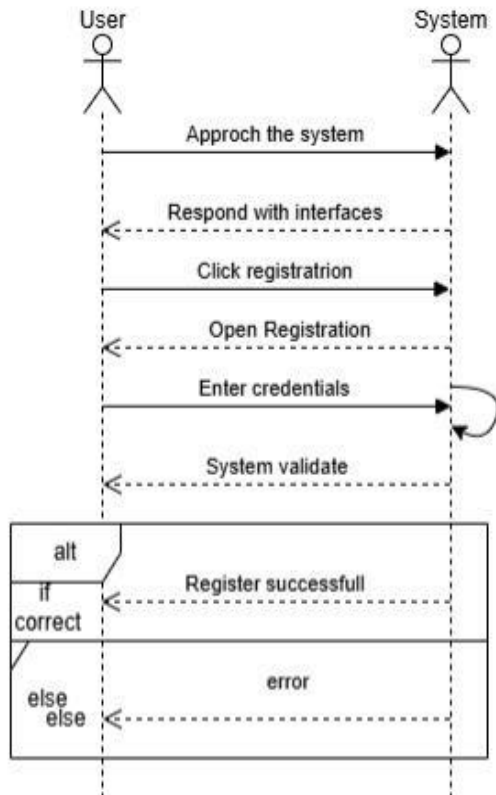 User
System
Approch the system
Respond with interfaces
Click registratrion
Open Registration
Enter credentials
System validate
alt
if
correct
Register successfull
error
else
else